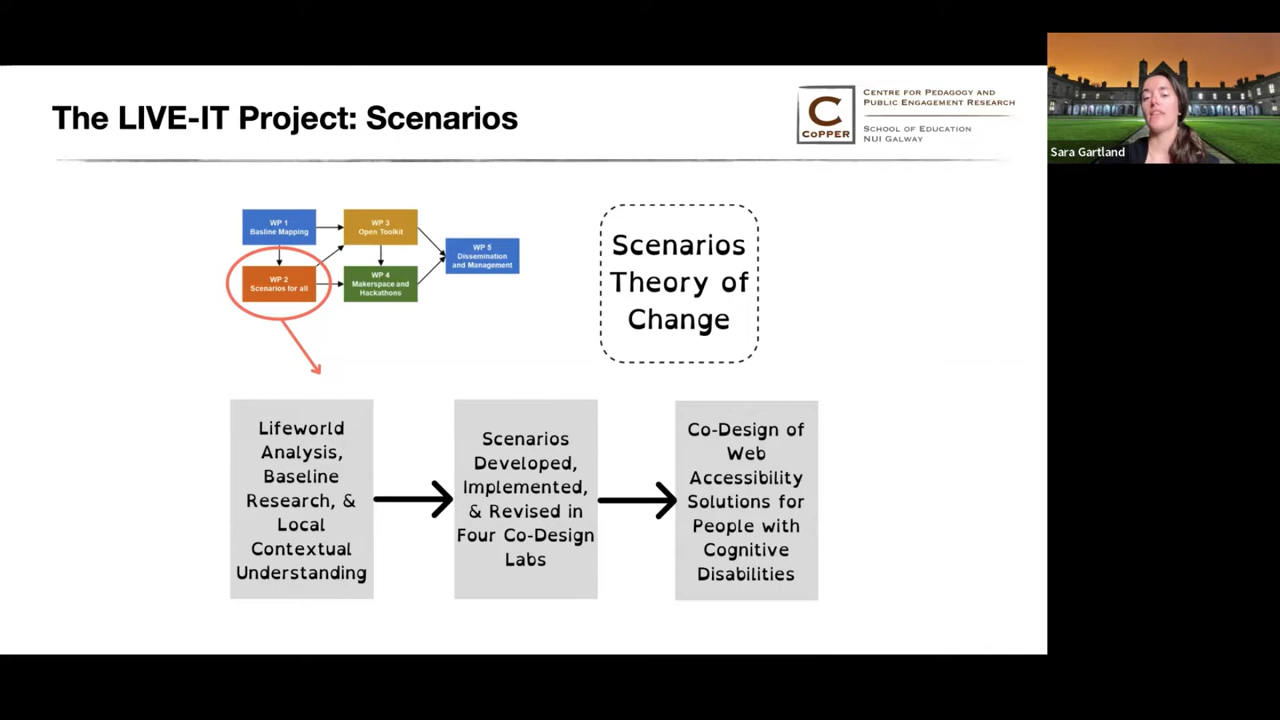 The LIVE-IT Project: Scenarios
C
CoPPER
CENTRE FOR PEDAGOGY AND
PUBLIC ENGAGEMENT RESEARCH
SCHOOL OF EDUCATION
NUI GALWAY
Sara Gartland
WP 1
Basline Mapping
WP 3
Open Toolkit
WP 5
Dissemination
and Management
WP 2
Scenarios for all
WP 4
Makerspace and
Hackathons
Scenarios
Theory of
Change
Lifeworld
Analysis,
Baseline
Research, &
Local
Contextual
Understanding
Scenarios
Developed,
Implemented,
& Revised in
Four Co-Design
Labs
Co-Design of
Web
Accessibility
Solutions for
People with
Cognitive
Disabilities